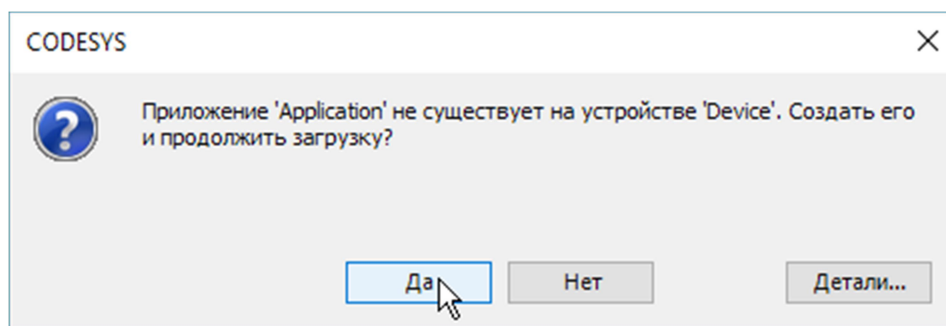 CODESYS
Приложение 'Application' не существует на устройстве 'Device'. Создать его
и продолжить загрузку?
Да
Нет
Детали...